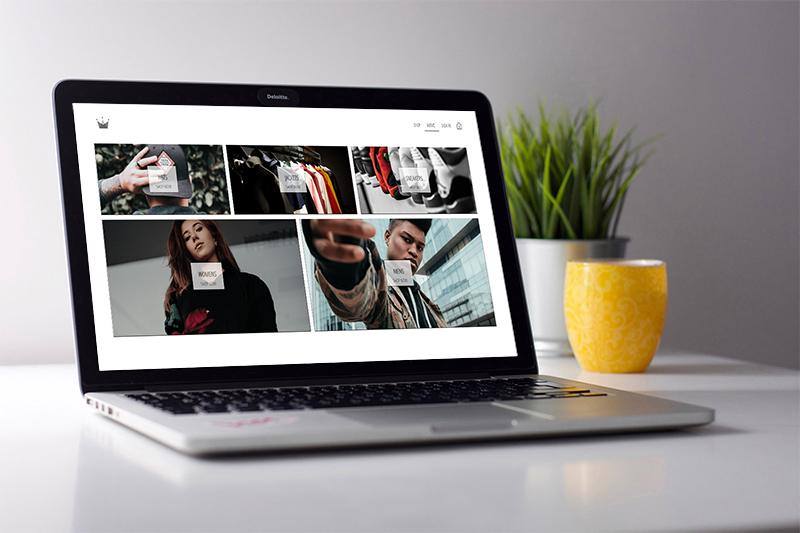 Deloitte.
SHOP
HOME
SIGN IN
HATS
SHOP NOW
JACKETS
SHOP NOW
SNEAKERS
SHOP NOW
WOMENS
SHOP NOW
MENS
SHOP NOW